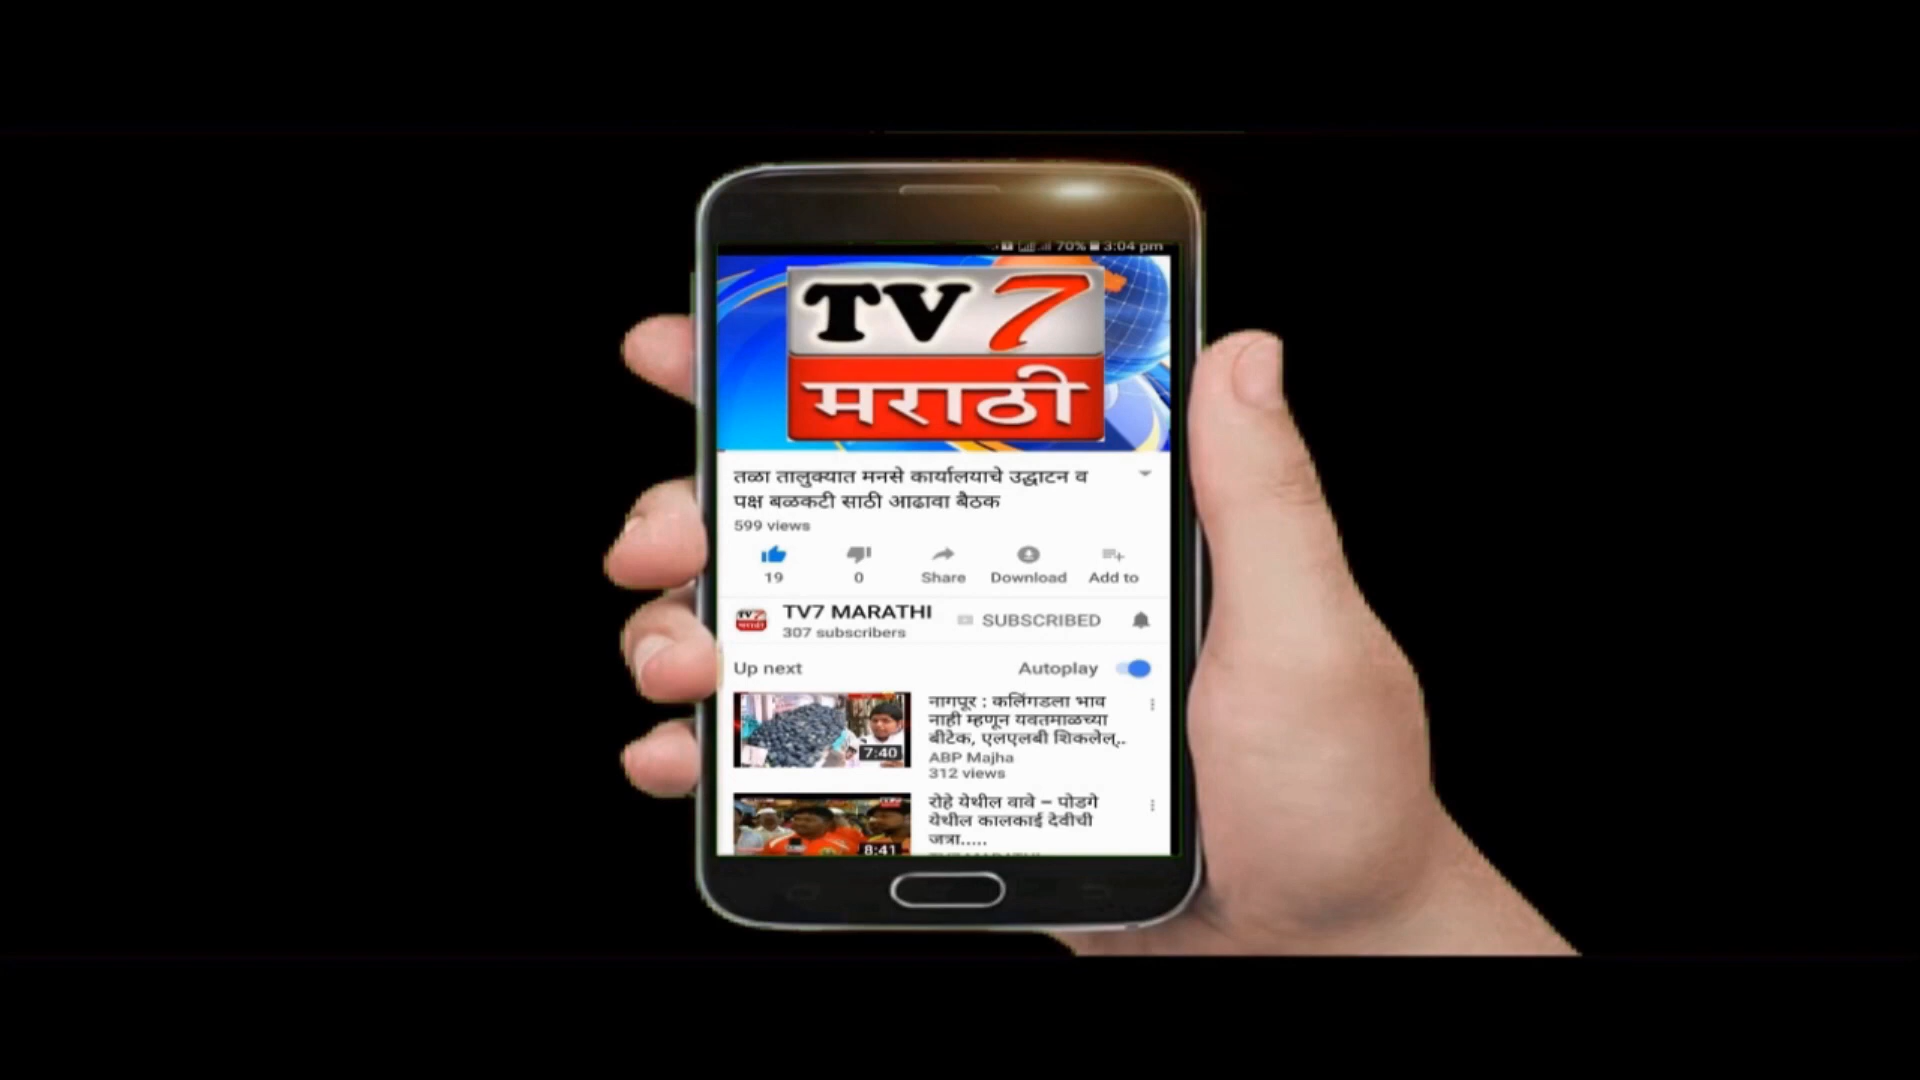 70% 3:04 pm
TV7
मराठी
तळा तालुक्यात मनसे कार्यालयाचे उद्घाटन व
पक्ष बळकटी साठी आढावा बैठक
599 views
19 0 Share Download Add to
TV7 MARATHI
SUBSCRIBED
307 subscribers
Up next Autoplay
नागपूर : कलिंगडला भाव
नाही म्हणून यवतमाळच्या
बीटेक, एलएलबी शिकलेल्..
7:40
ABP Majha
312 views
रोहे येथील वावे – पोडगे
येथील कालकाई देवीची
जत्रा.....
8:41